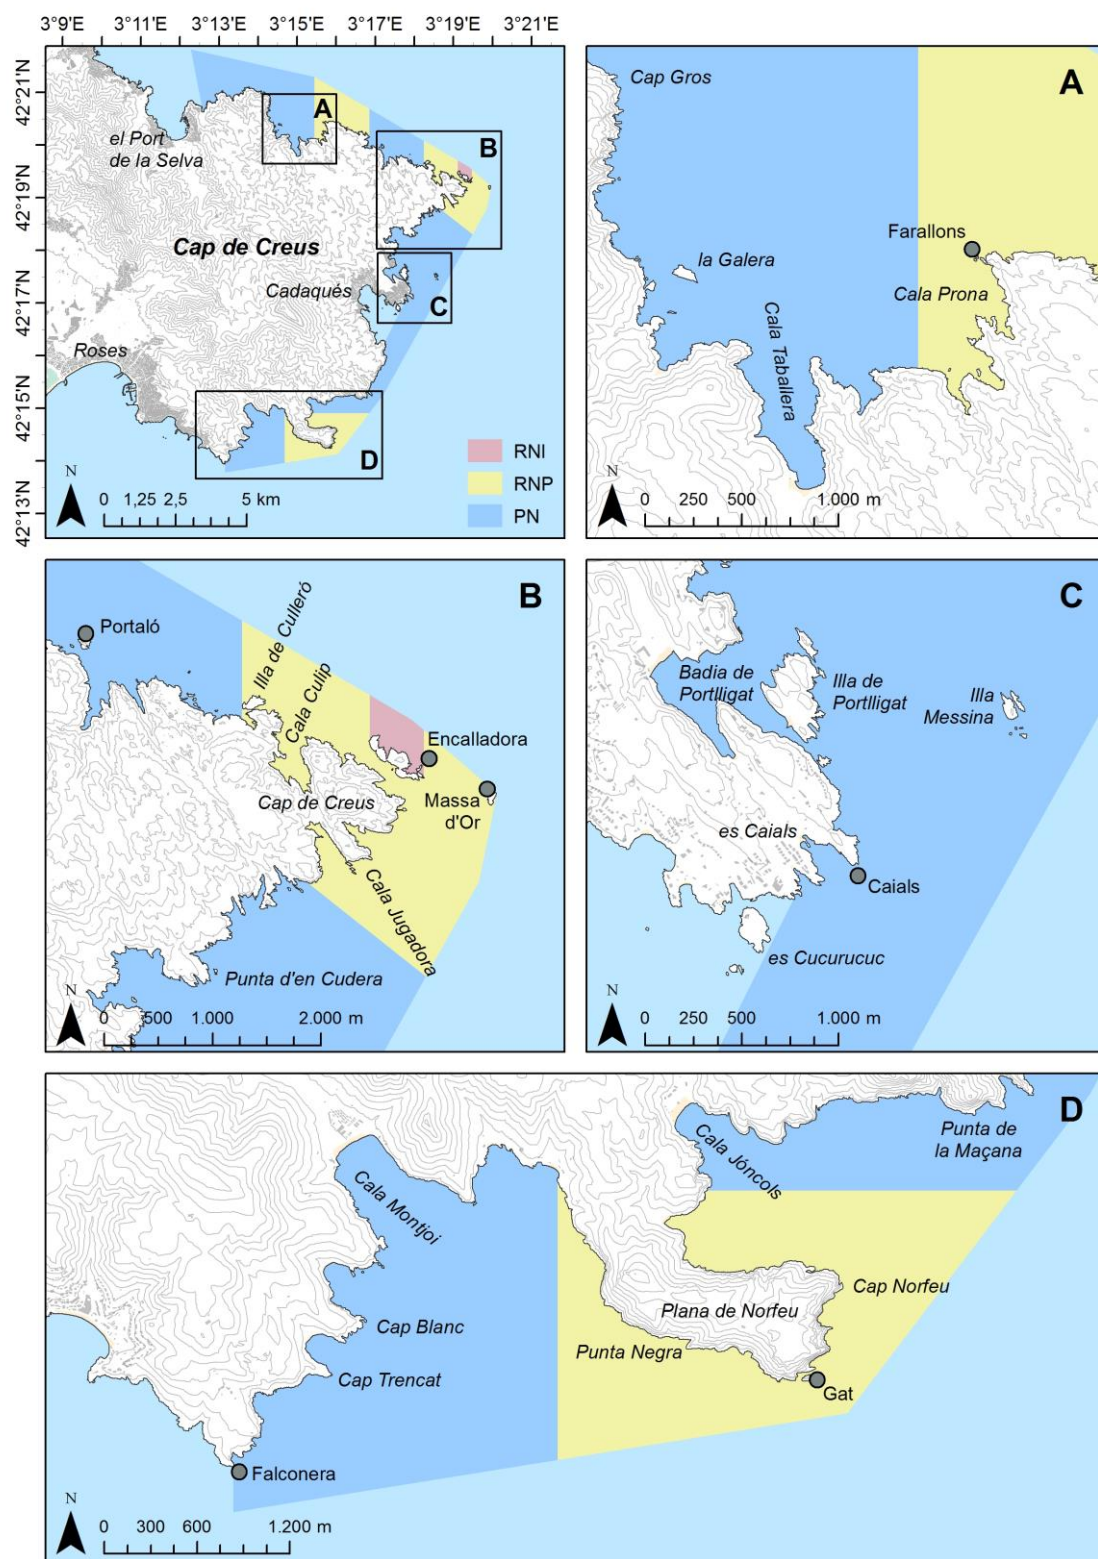 3°9'E 3°11'E 3°13'E 3°15'E 3°17'E 3°19'E 3°21'E
42°21'N
42°19'N
42°17'N
42°15'N
42°13'N
el Port
de la Selva
Cap de Creus
Cadaqués
Roses
A
B
C
D
RNI
RNP
PN
N
0 1,25 2,5 5 km
A
Cap Gros
la Galera
Farallons
Cala Prona
Cala Taballera
N
0 250 500 1.000 m
B
Portaló
Illa de Culleró
Cala Culip
Encalladora
Massa
d'Or
Cap de Creus
Cala Jugadora
Punta d'en Cudera
N
0 500 1.000 2.000 m
C
Badia de
Portlligat
Illa de
Portlligat
Illa
Messina
es Caials
Caials
es Cucurucuc
N
0 250 500 1.000 m
D
Cala Montjoi
Cala Jóncols
Punta de
la Maçana
Cap Norfeu
Plana de Norfeu
Cap Blanc
Punta Negra
Cap Trencat
Gat
Falconera
N
0 300 600 1.200 m